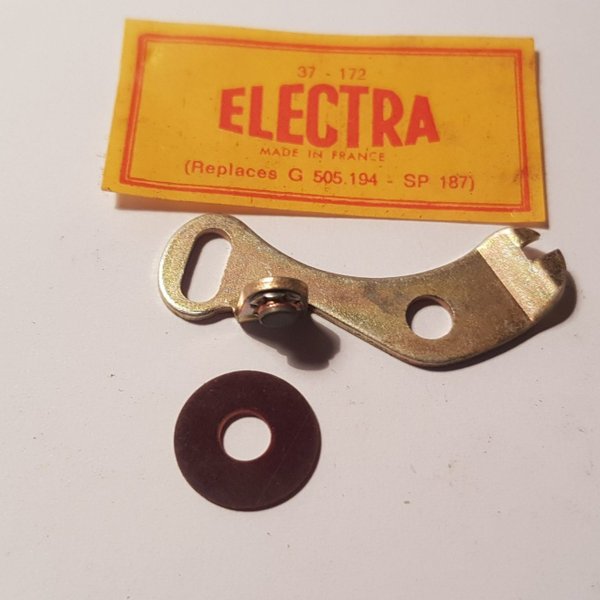 37 - 172
ELECTRA
MADE IN FRANCE
(Replaces G 505.194 - SP 187)